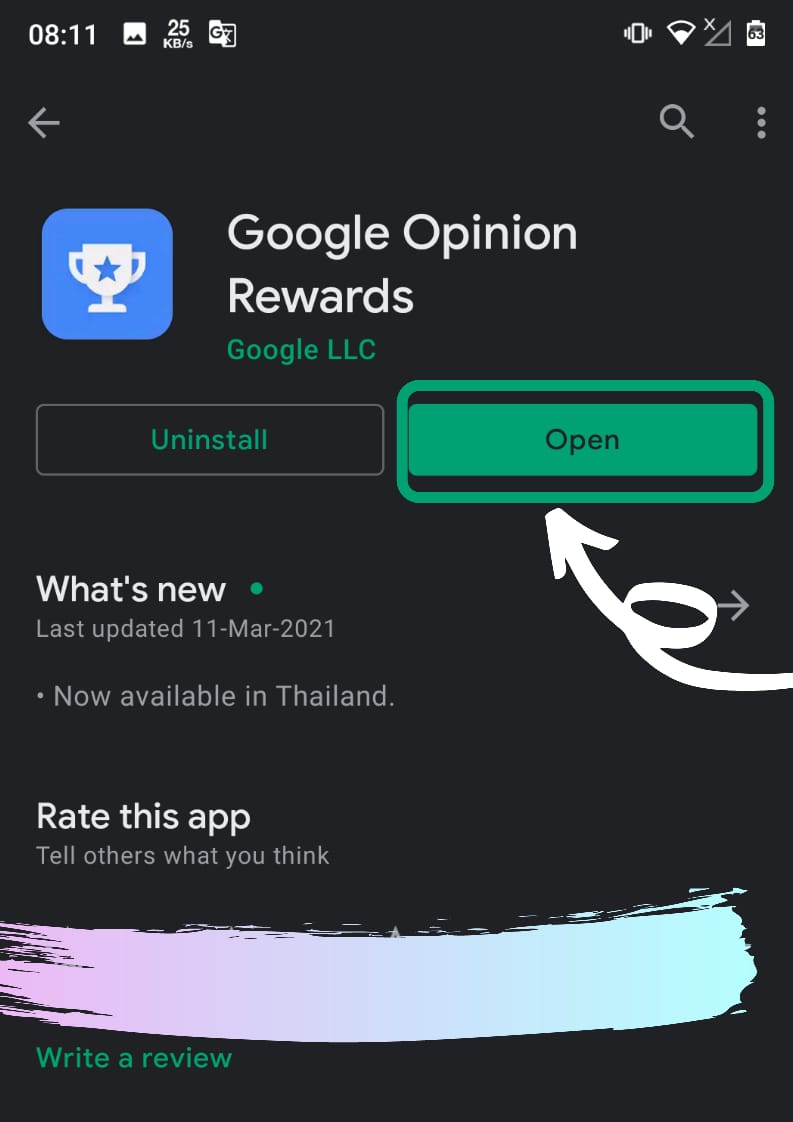 08:11
25
KB/s
63
Google Opinion
Rewards
Google LLC
Uninstall
Open
What's new
Last updated 11-Mar-2021
• Now available in Thailand.
Rate this app
Tell others what you think
Write a review